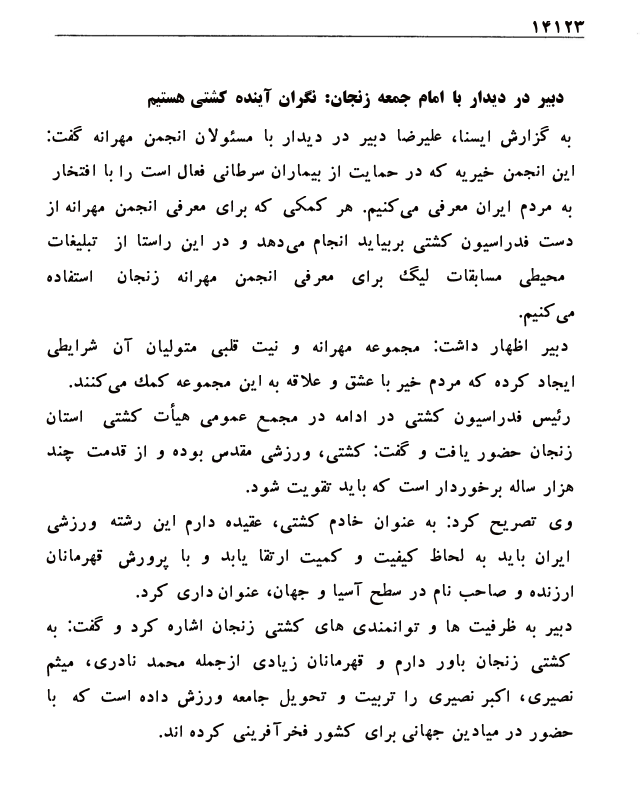 ۱۴۱۲۳
دبیر در دیدار با امام جمعه زنجان: نگران آینده کشتی هستیم
به گزارش ایسنا، علیرضا دبیر در دیدار با مسئولان انجمن مهرانه گفت:
این انجمن خیریه که در حمایت از بیماران سرطانی فعال است را با افتخار
به مردم ایران معرفی می‌کنیم. هر کمکی که برای معرفی انجمن مهرانه از
دست فدراسیون کشتی بربیاید انجام می‌دهد و در این راستا از تبلیغات
محیطی مسابقات لیگ برای معرفی انجمن مهرانه زنجان استفاده
می‌کنیم.
دبیر اظهار داشت: مجموعه مهرانه و نیت قلبی متولیان آن شرایطی
ایجاد کرده که مردم خیر با عشق و علاقه به این مجموعه کمک می‌کنند.
رئیس فدراسیون کشتی در ادامه در مجمع عمومی هیأت کشتی استان
زنجان حضور یافت و گفت: کشتی، ورزشی مقدس بوده و از قدمت چند
هزار ساله برخوردار است که باید تقویت شود.
وی تصریح کرد: به عنوان خادم کشتی، عقیده دارم این رشته ورزشی
ایران باید به لحاظ کیفیت و کمیت ارتقا یابد و با پرورش قهرمانان
ارزنده و صاحب نام در سطح آسیا و جهان، عنوان داری کرد.
دبیر به ظرفیت ها و توانمندی های کشتی زنجان اشاره کرد و گفت: به
کشتی زنجان باور دارم و قهرمانان زیادی ازجمله محمد نادری، میثم
نصیری، اکبر نصیری را تربیت و تحویل جامعه ورزش داده است که با
حضور در میادین جهانی برای کشور فخرآفرینی کرده اند.